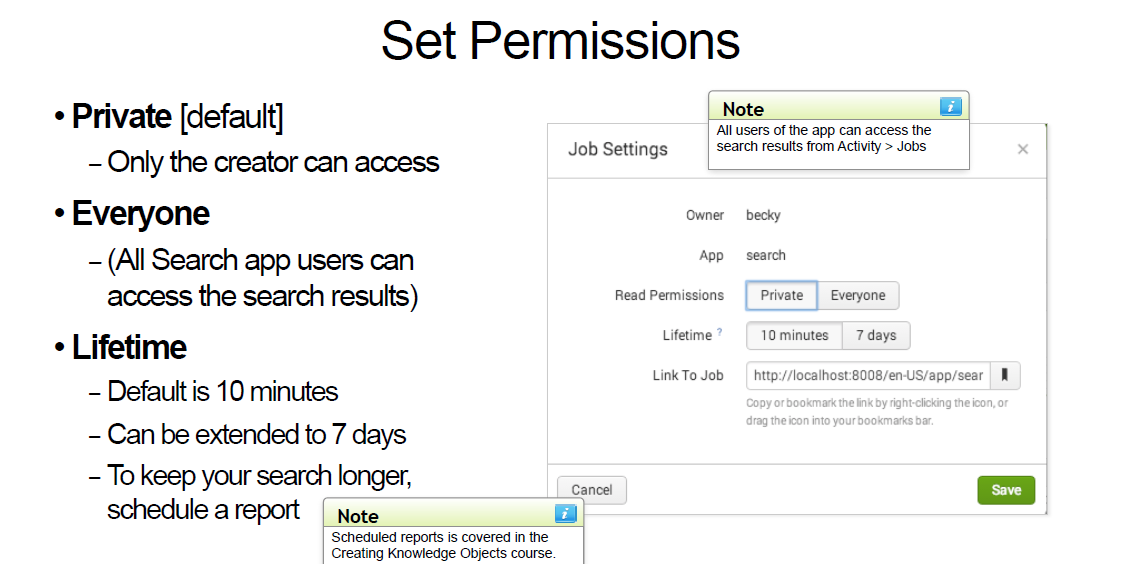 Set Permissions
• Private [default]
– Only the creator can access
• Everyone
– (All Search app users can
access the search results)
• Lifetime
– Default is 10 minutes
– Can be extended to 7 days
– To keep your search longer,
schedule a report
Note
Scheduled reports is covered in the
Creating Knowledge Objects course.
Note
All users of the app can access the
search results from Activity > Jobs
Job Settings ×
Owner becky
App search
Read Permissions Private Everyone
Lifetime ? 10 minutes 7 days
Link To Job http://localhost:8008/en-US/app/sear
Copy or bookmark the link by right-clicking the icon, or
drag the icon into your bookmarks bar.
Cancel Save